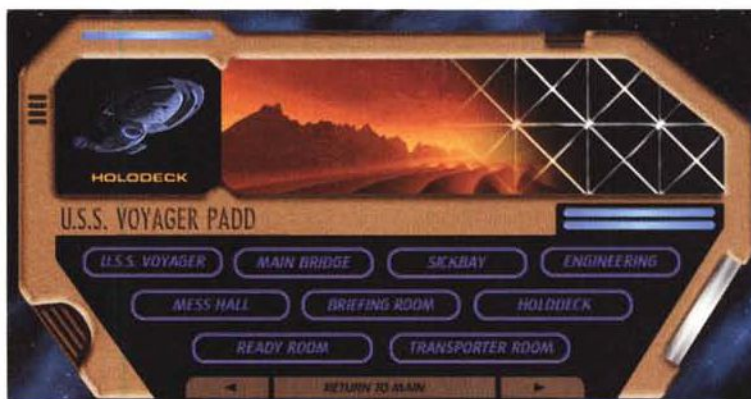 HOLODECK
U.S.S. VOYAGER PADD
U.S.S. VOYAGER MAIN BRIDGE SICKBAY ENGINEERING
MESS HALL BRIEFING ROOM HOLODECK
READY ROOM TRANSPORTER ROOM
RETURN TO MAIN